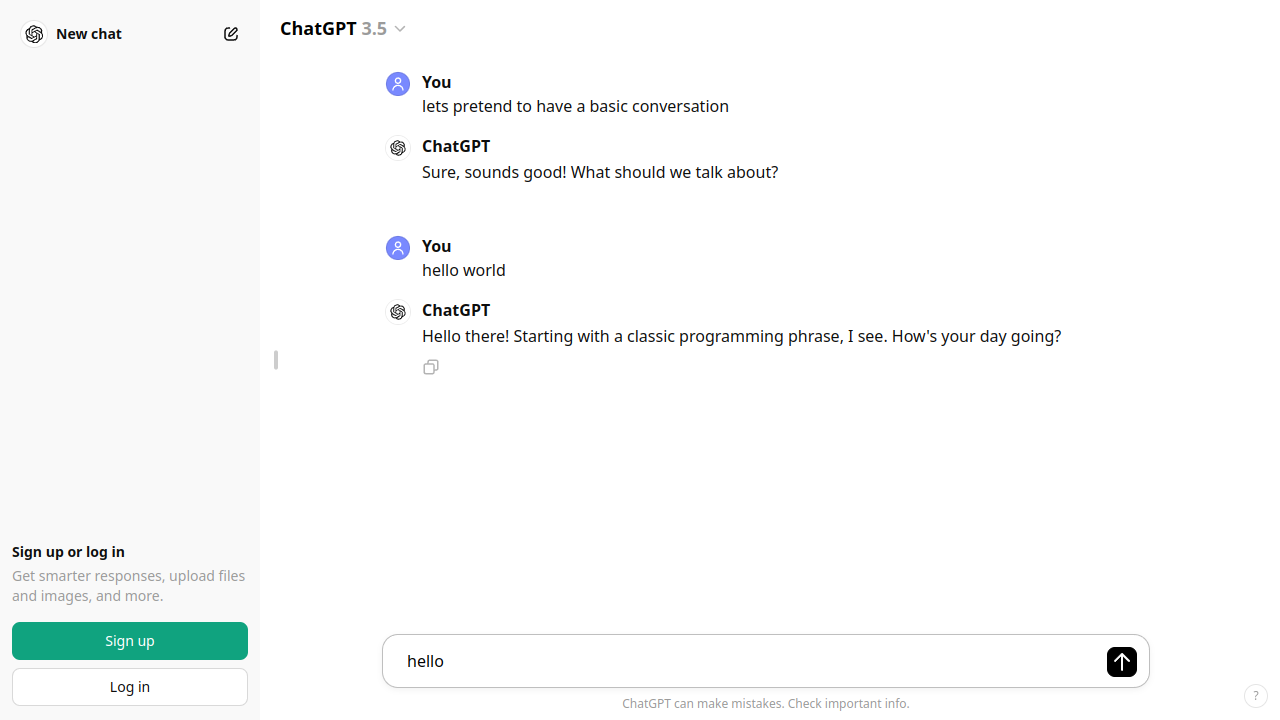 New chat
ChatGPT 3.5
You
lets pretend to have a basic conversation
ChatGPT
Sure, sounds good! What should we talk about?
You
hello world
ChatGPT
Hello there! Starting with a classic programming phrase, I see. How's your day going?
Sign up or log in
Get smarter responses, upload files
and images, and more.
Sign up
Log in
hello
ChatGPT can make mistakes. Check important info.
?